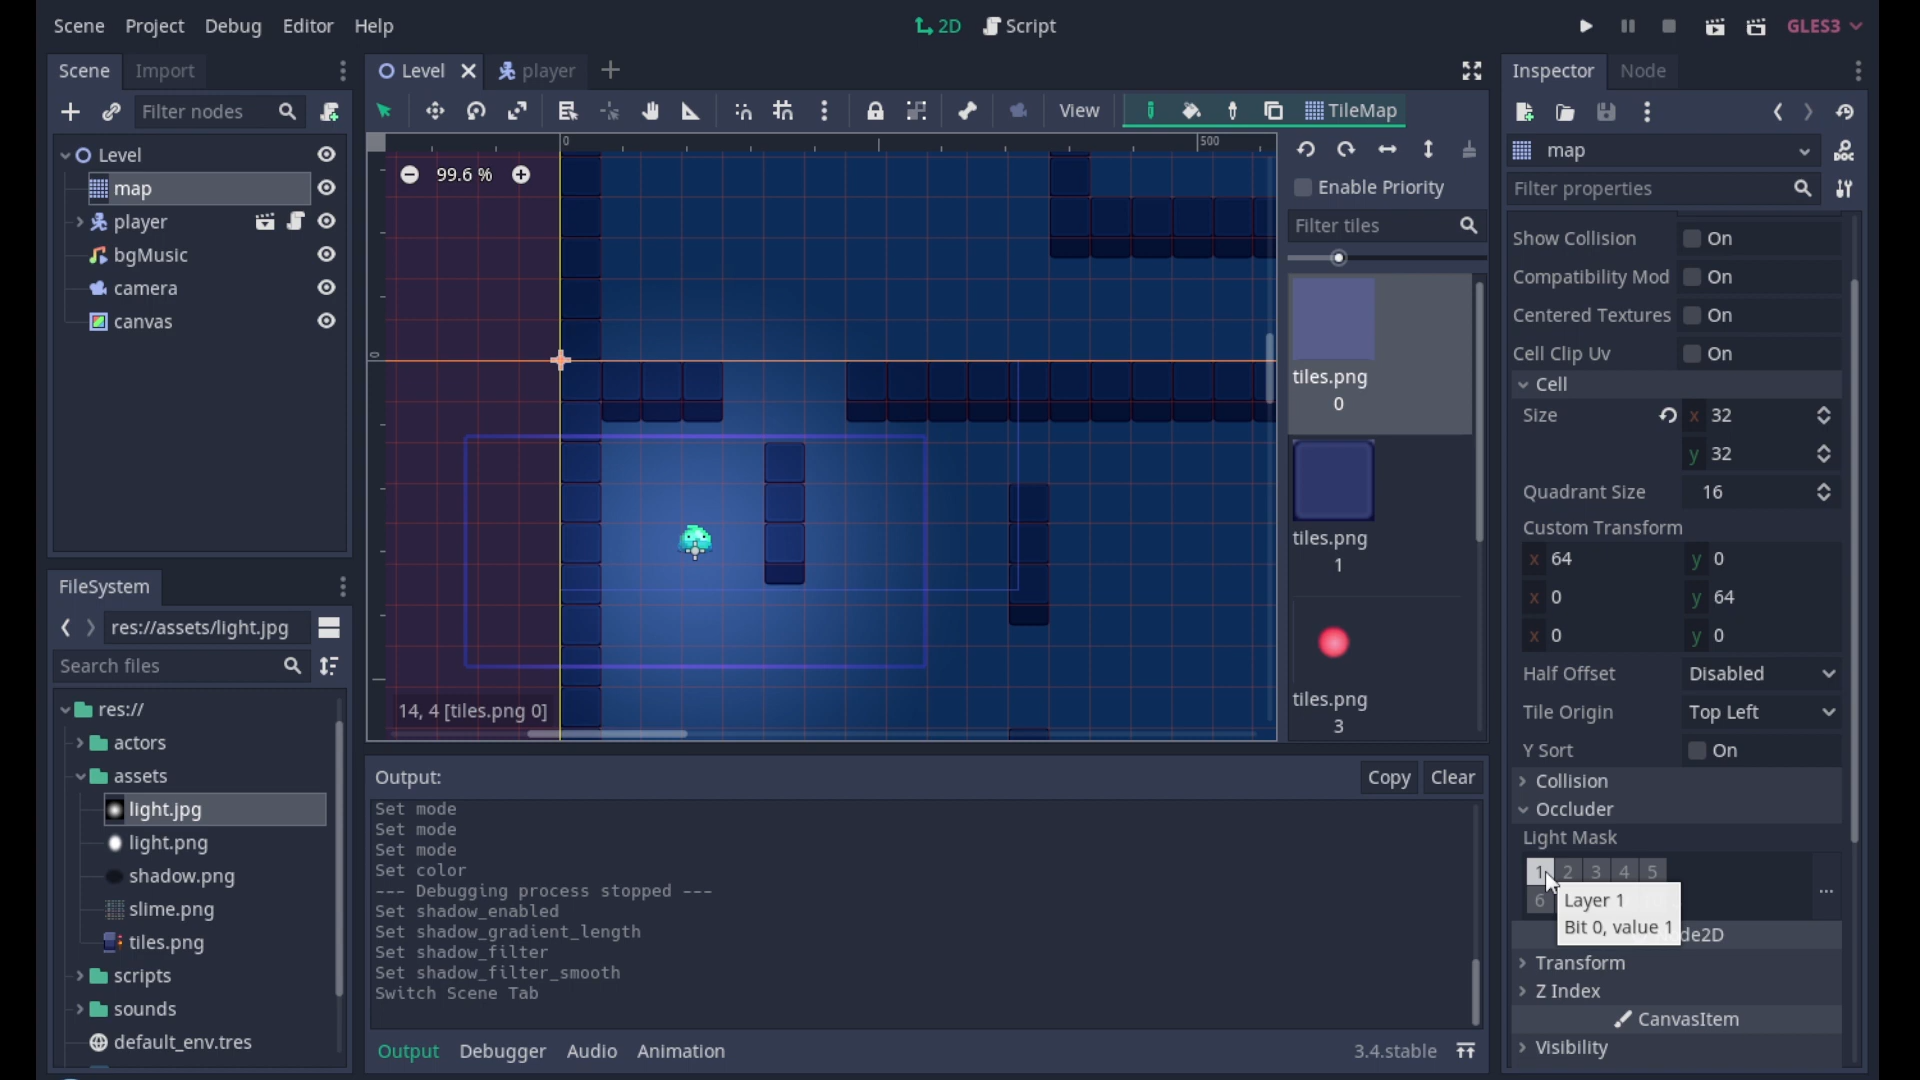 Scene Project Debug Editor Help
2D Script
GLES3
Scene Import
Level player
Inspector Node
Filter nodes
View TileMap
Level
map
player
bgMusic
camera
canvas
0 500
0
99.6 %
14, 4 [tiles.png 0]
Enable Priority
Filter tiles
tiles.png
0
tiles.png
1
tiles.png
3
FileSystem
res://assets/light.jpg
Search files
res://
actors
assets
light.jpg
light.png
shadow.png
slime.png
tiles.png
scripts
sounds
default_env.tres
Output: Copy Clear
Set mode
Set mode
Set mode
Set color
--- Debugging process stopped ---
Set shadow_enabled
Set shadow_gradient_length
Set shadow_filter
Set shadow_filter_smooth
Switch Scene Tab
Output Debugger Audio Animation 3.4.stable
map
DOC
Filter properties
Show Collision On
Compatibility Mod On
Centered Textures On
Cell Clip Uv On
Cell
Size x 32
y 32
Quadrant Size 16
Custom Transform
x 64 y 0
x 0 y 64
x 0 y 0
Half Offset Disabled
Tile Origin Top Left
Y Sort On
Collision
Occluder
Light Mask
1 2 3 4 5
6
Layer 1
Bit 0, value 1
de2D
Transform
Z Index
CanvasItem
Visibility